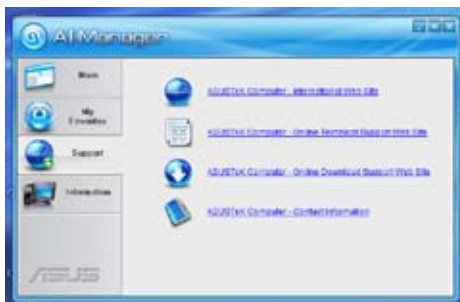 AI Manager
Main
My
Favorites
Support
Information
ASUSTeK Computer - International Web Site
ASUSTeK Computer - Online Technical Support Web Site
ASUSTeK Computer - Online Download Support Web Site
ASUSTeK Computer - Contact Information
ASUS